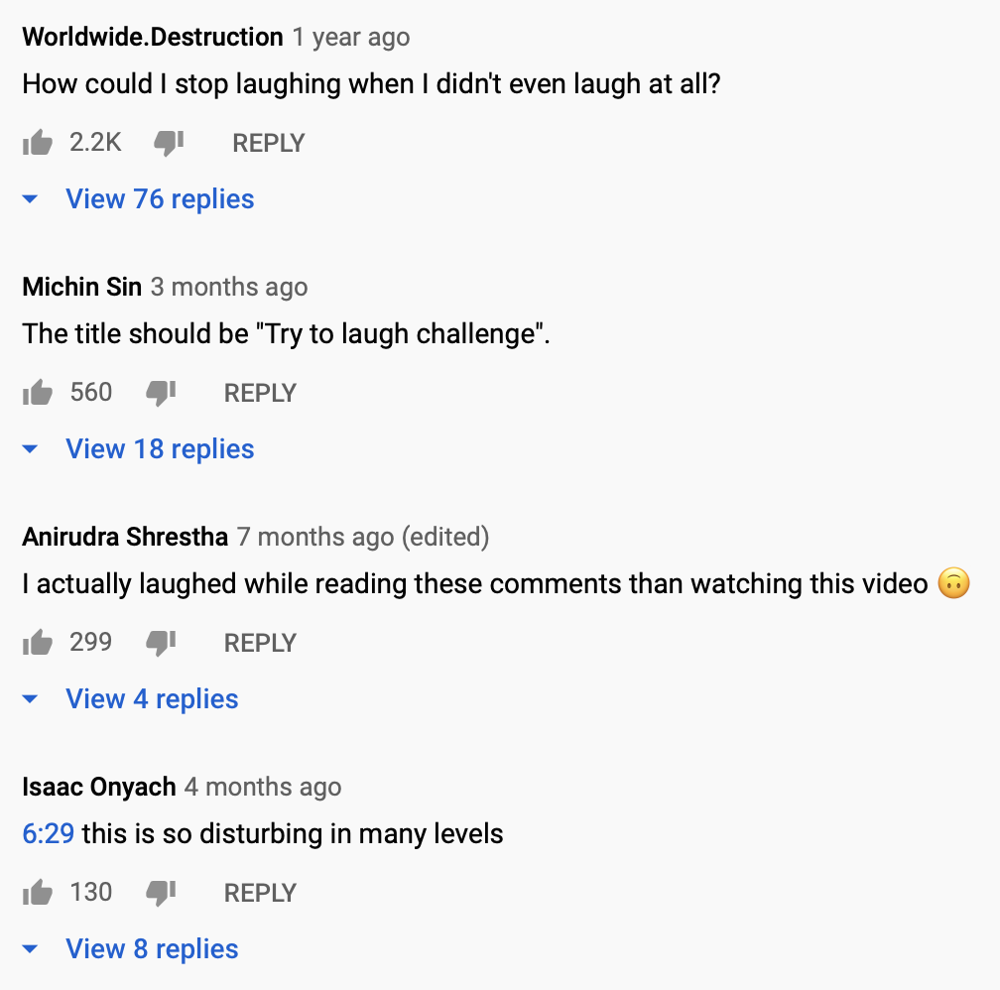 Worldwide.Destruction 1 year ago
How could I stop laughing when I didn't even laugh at all?
2.2K REPLY
View 76 replies
Michin Sin 3 months ago
The title should be "Try to laugh challenge".
560 REPLY
View 18 replies
Anirudra Shrestha 7 months ago (edited)
I actually laughed while reading these comments than watching this video 🙃
299 REPLY
View 4 replies
Isaac Onyach 4 months ago
6:29 this is so disturbing in many levels
130 REPLY
View 8 replies